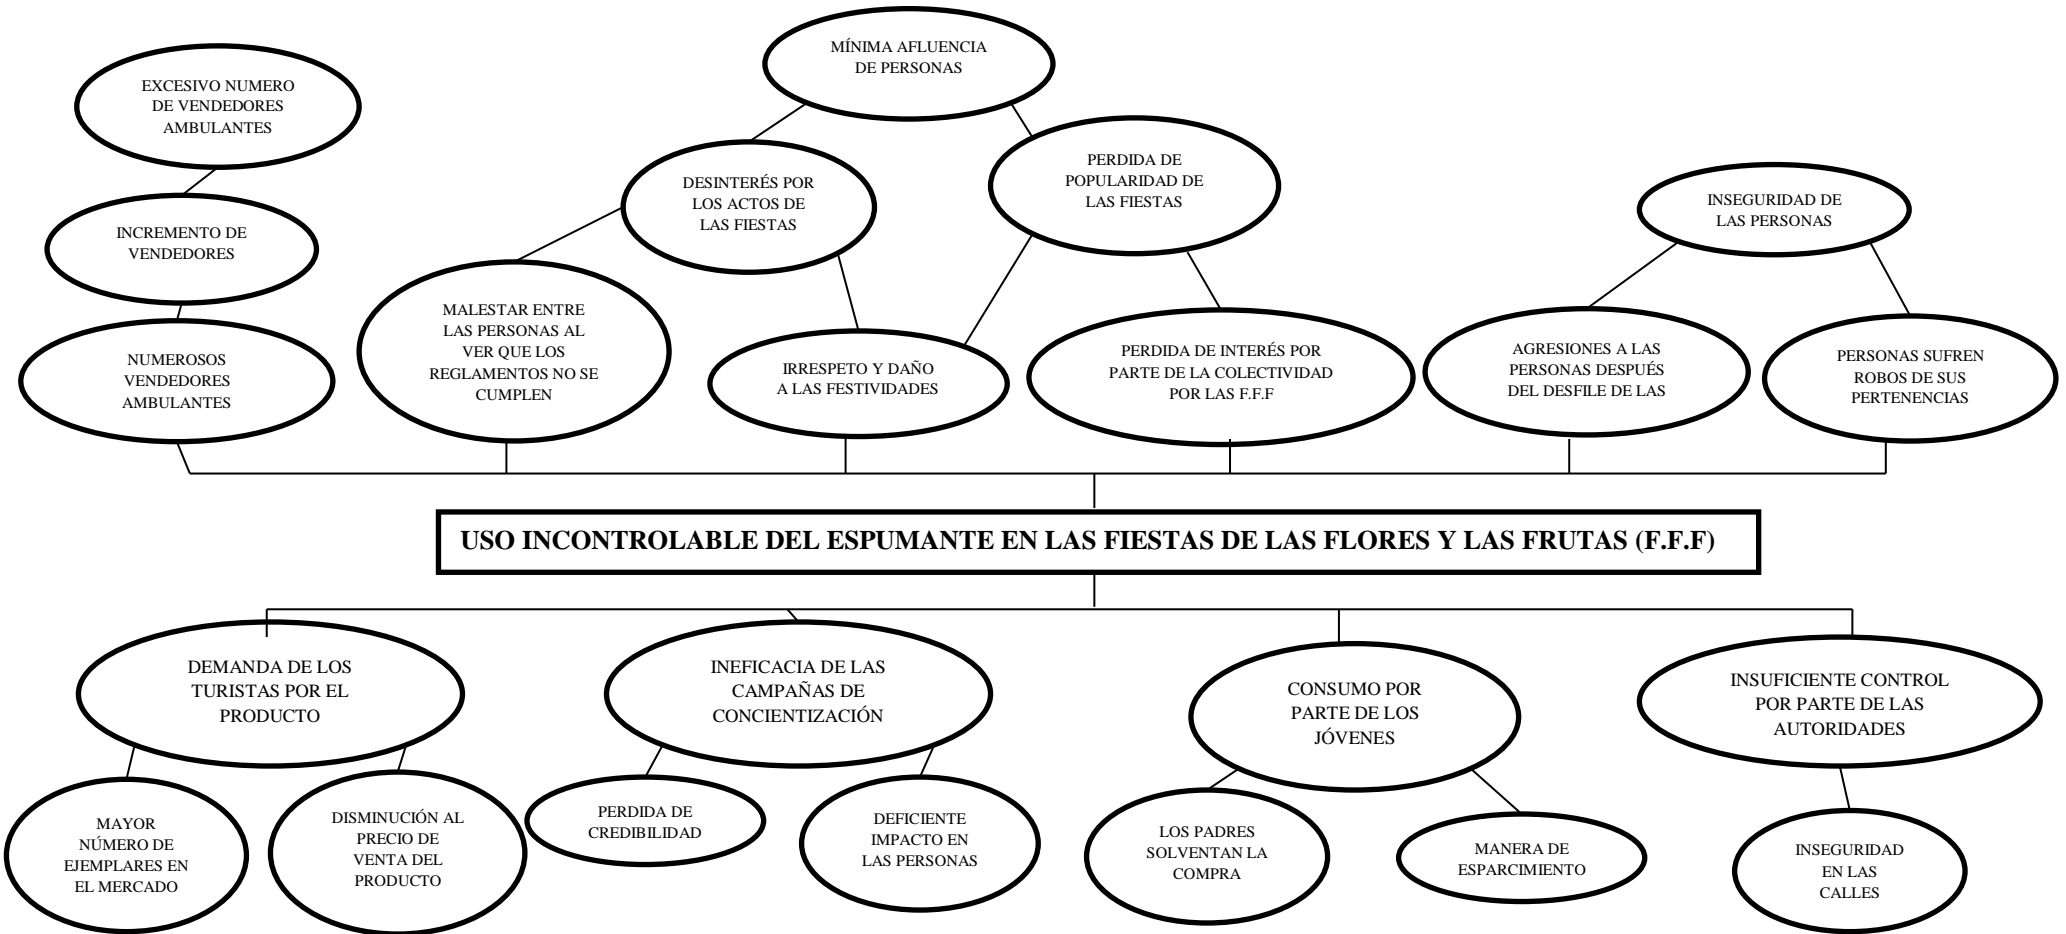 MÍNIMA AFLUENCIA
DE PERSONAS
EXCESIVO NUMERO
DE VENDEDORES
AMBULANTES
PERDIDA DE
POPULARIDAD DE
LAS FIESTAS
DESINTERÉS POR
LOS ACTOS DE
LAS FIESTAS
INSEGURIDAD DE
LAS PERSONAS
INCREMENTO DE
VENDEDORES
MALESTAR ENTRE
LAS PERSONAS AL
VER QUE LOS
REGLAMENTOS NO SE
CUMPLEN
NUMEROSOS
VENDEDORES
AMBULANTES
IRRESPETO Y DAÑO
A LAS FESTIVIDADES
PERDIDA DE INTERÉS POR
PARTE DE LA COLECTIVIDAD
POR LAS F.F.F
AGRESIONES A LAS
PERSONAS DESPUÉS
DEL DESFILE DE LAS
PERSONAS SUFREN
ROBOS DE SUS
PERTENENCIAS
USO INCONTROLABLE DEL ESPUMANTE EN LAS FIESTAS DE LAS FLORES Y LAS FRUTAS (F.F.F)
DEMANDA DE LOS
TURISTAS POR EL
PRODUCTO
INEFICACIA DE LAS
CAMPAÑAS DE
CONCIENTIZACIÓN
CONSUMO POR
PARTE DE LOS
JÓVENES
INSUFICIENTE CONTROL
POR PARTE DE LAS
AUTORIDADES
MAYOR
NÚMERO DE
EJEMPLARES EN
EL MERCADO
DISMINUCIÓN AL
PRECIO DE
VENTA DEL
PRODUCTO
PERDIDA DE
CREDIBILIDAD
DEFICIENTE
IMPACTO EN
LAS PERSONAS
LOS PADRES
SOLVENTAN LA
COMPRA
MANERA DE
ESPARCIMIENTO
INSEGURIDAD
EN LAS
CALLES